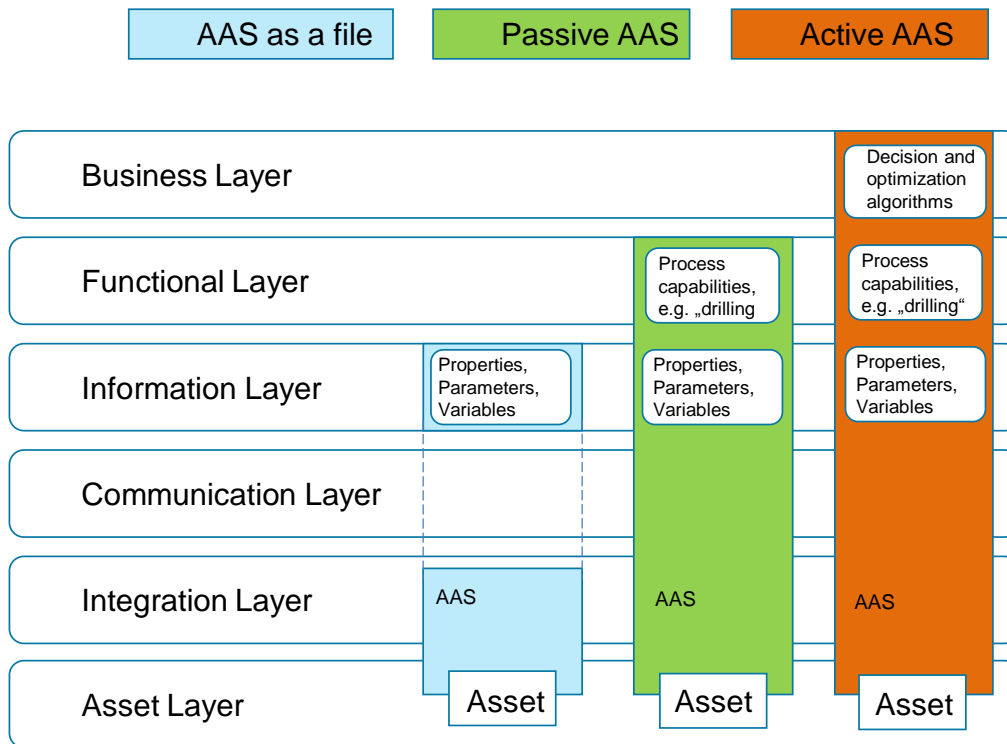 AAS as a file
Passive AAS
Active AAS
Business Layer
Decision and
optimization
algorithms
Functional Layer
Process
capabilities,
e.g. „drilling
Process
capabilities,
e.g. „drilling“
Information Layer
Properties,
Parameters,
Variables
Properties,
Parameters,
Variables
Properties,
Parameters,
Variables
Communication Layer
Integration Layer
AAS
AAS
AAS
Asset Layer
Asset
Asset
Asset